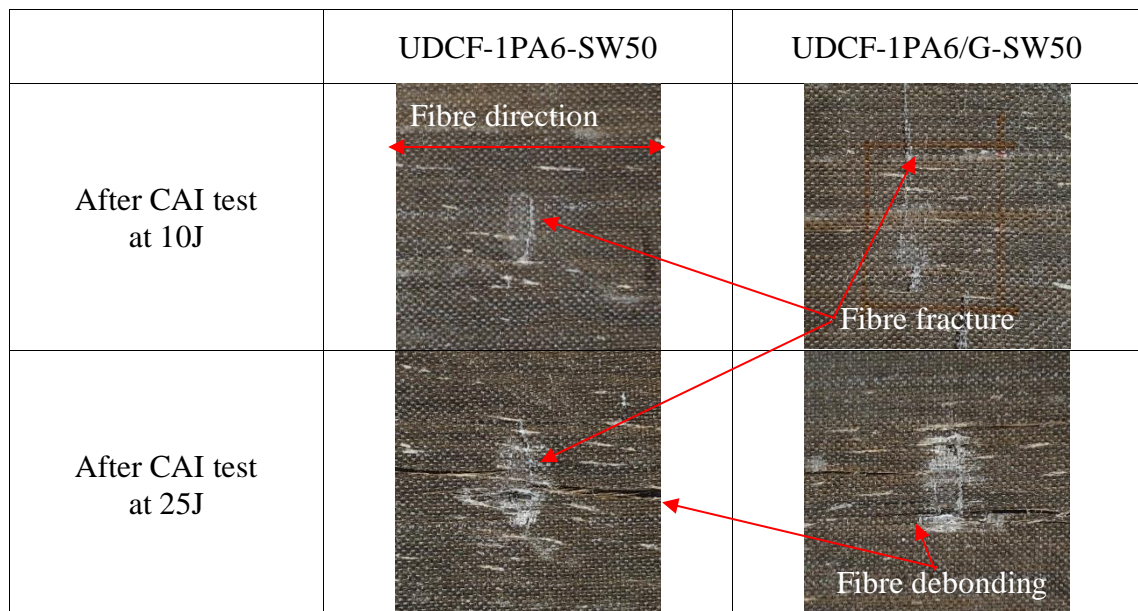 UDCF-1PA6-SW50
UDCF-1PA6/G-SW50
After CAI test
at 10J
Fibre direction
Fibre fracture
After CAI test
at 25J
Fibre debonding